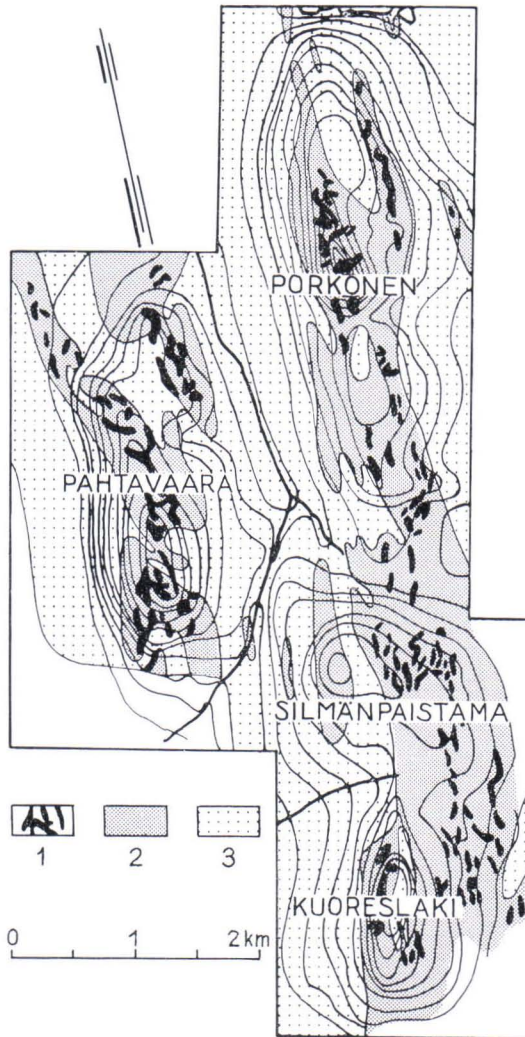 PORKONEN
PAHTAVAARA
SILMÄNPAISTAMA
KUORESLAKI
1 2 3
0 1 2 km